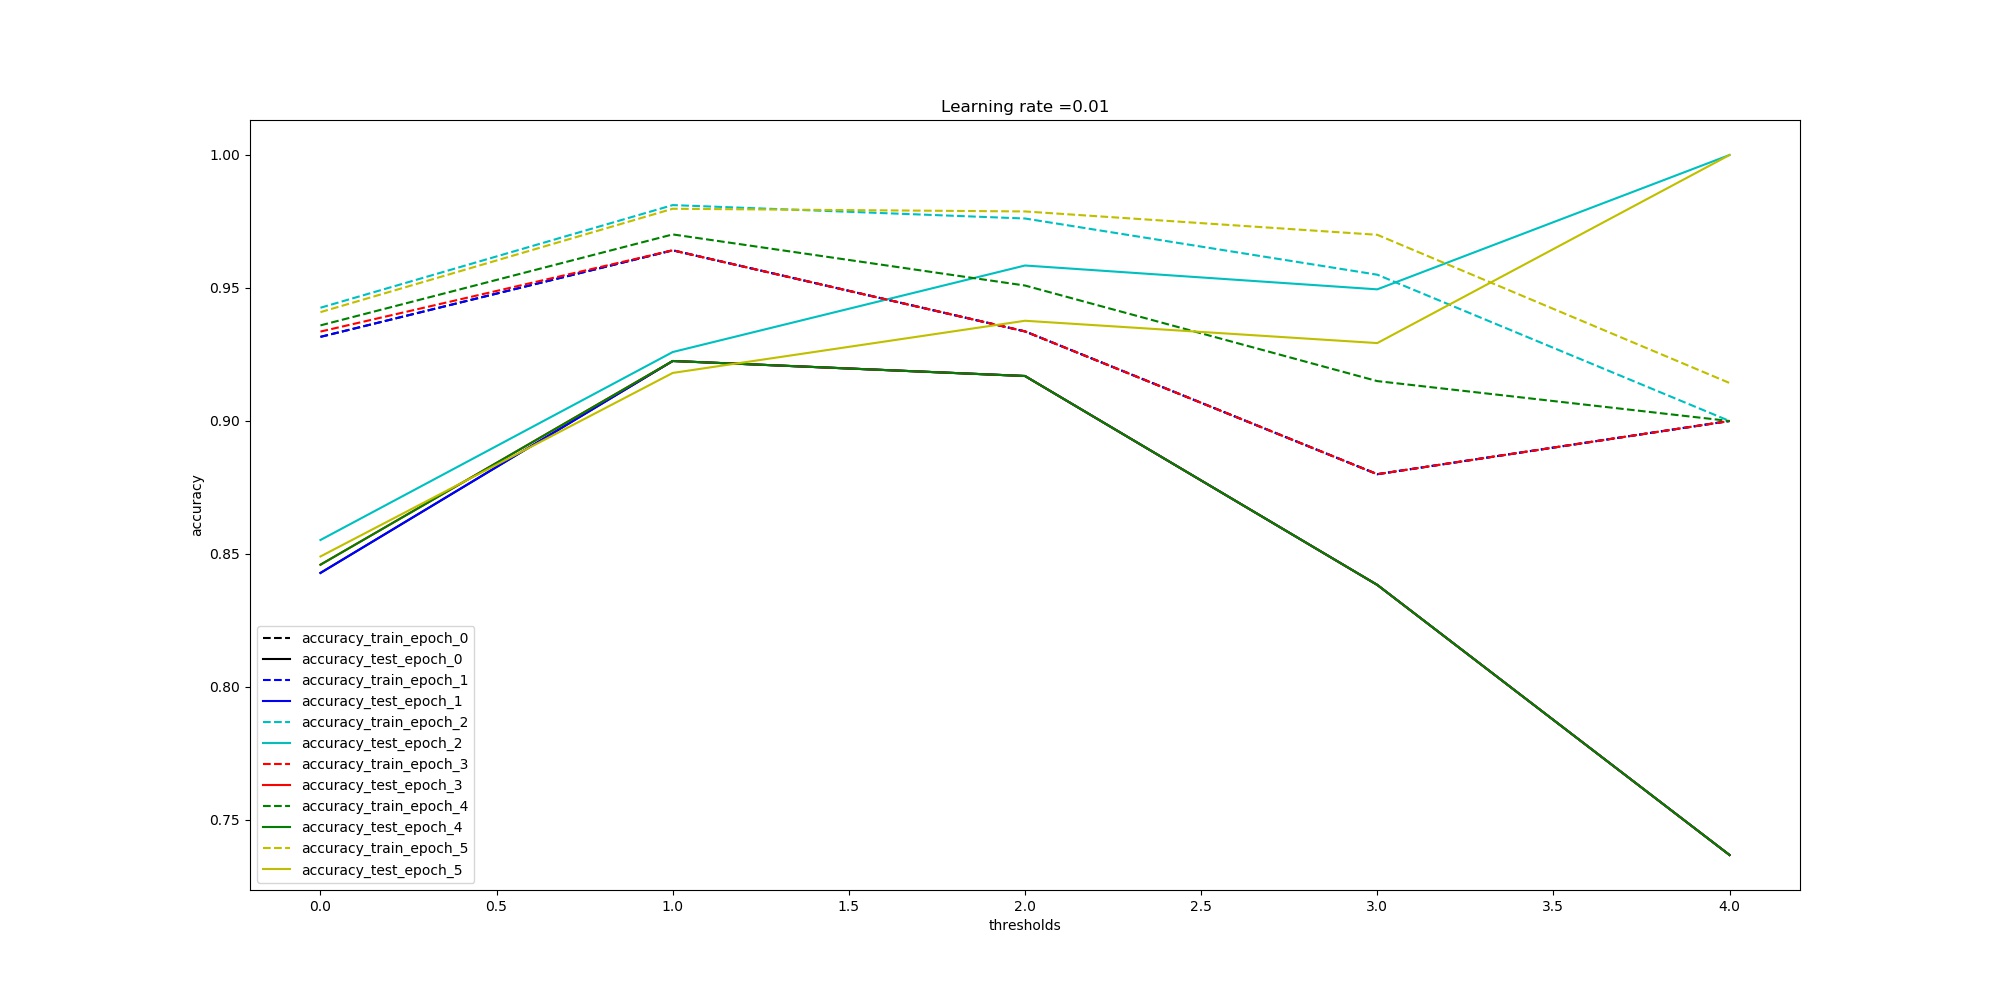 Learning rate =0.01
1.00
0.95
0.90
0.85
0.80
0.75
accuracy
accuracy_train_epoch_0
accuracy_test_epoch_0
accuracy_train_epoch_1
accuracy_test_epoch_1
accuracy_train_epoch_2
accuracy_test_epoch_2
accuracy_train_epoch_3
accuracy_test_epoch_3
accuracy_train_epoch_4
accuracy_test_epoch_4
accuracy_train_epoch_5
accuracy_test_epoch_5
0.0 0.5 1.0 1.5 2.0 2.5 3.0 3.5 4.0
thresholds